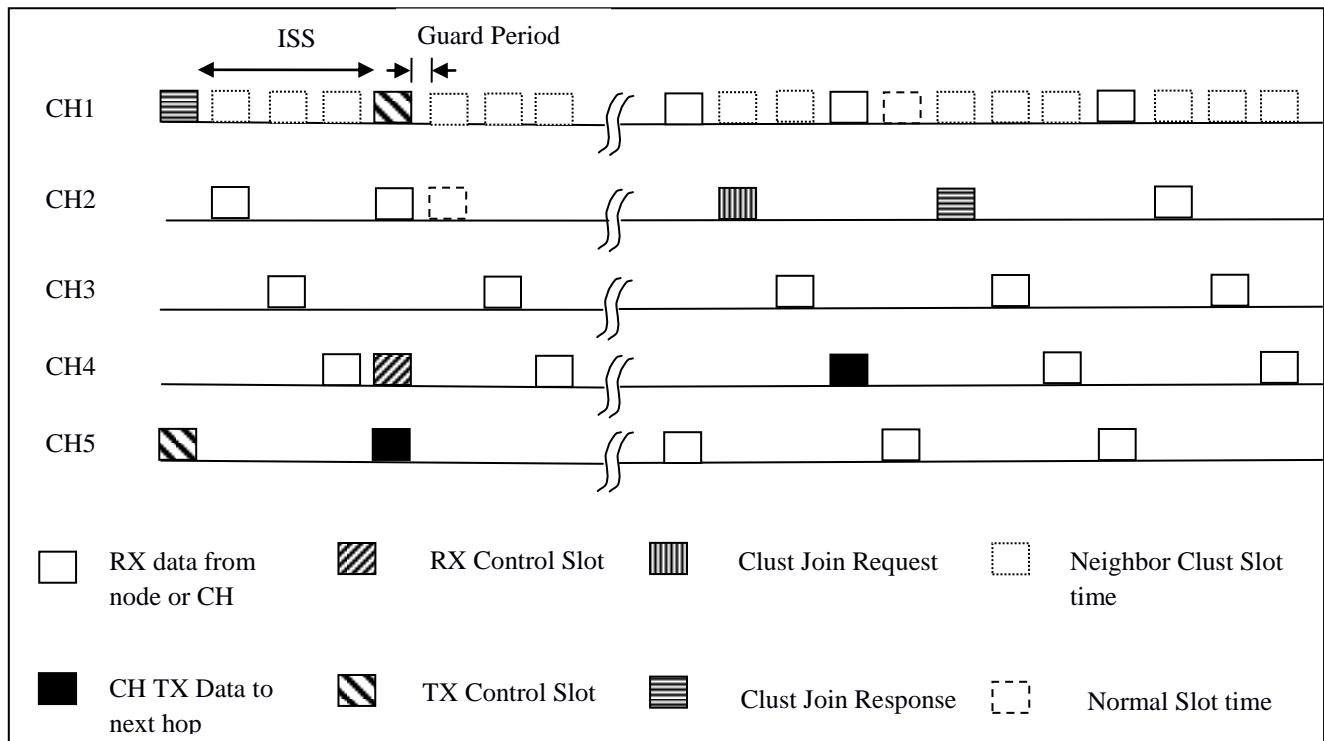 ISS
Guard Period
CH1
CH2
CH3
CH4
CH5
RX data from
node or CH
RX Control Slot
Clust Join Request
Neighbor Clust Slot
time
CH TX Data to
next hop
TX Control Slot
Clust Join Response
Normal Slot time